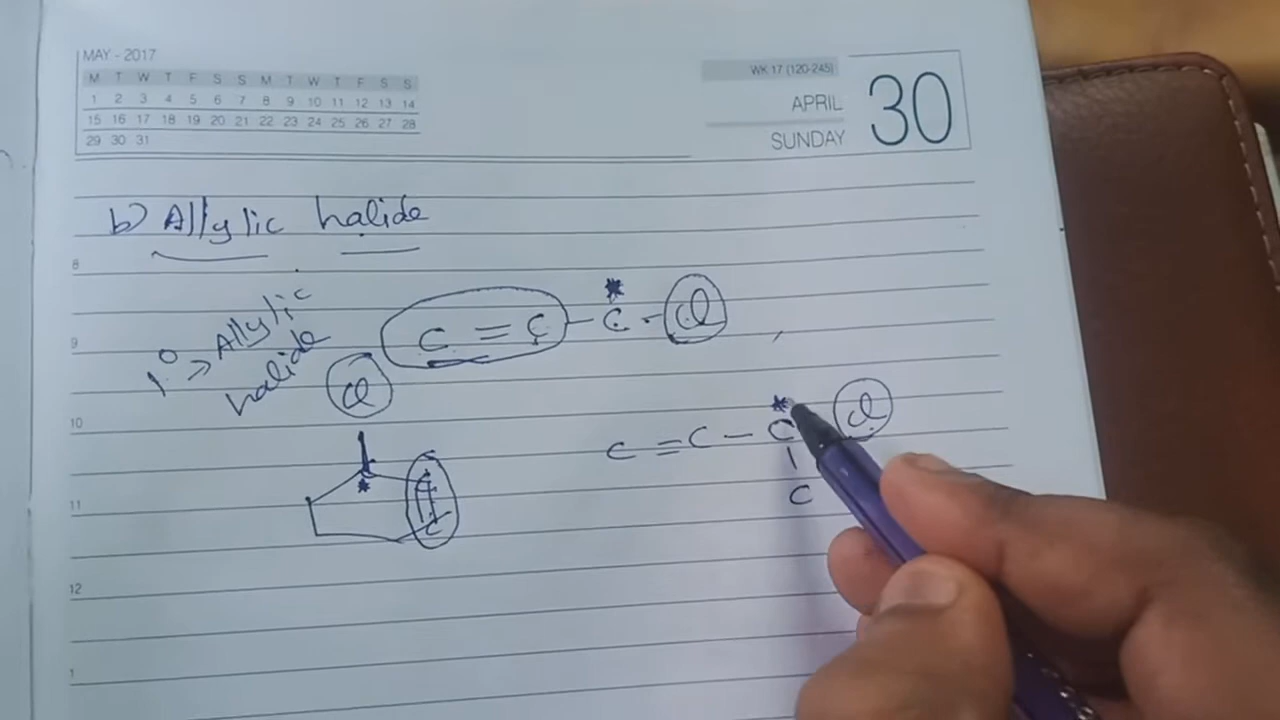 MAY - 2017
M T W T F S S M T W T F S S
1 2 3 4 5 6 7 8 9 10 11 12 13 14
15 16 17 18 19 20 21 22 23 24 25 26 27 28
29 30 31
WK 17 (120-245)
APRIL
SUNDAY
30
b) Allylic halide
8
1° > Allylic halide
C = C - C - Cl
*
9
Cl
10
*
C = C - C Cl
C
*
C
C
11
12
1